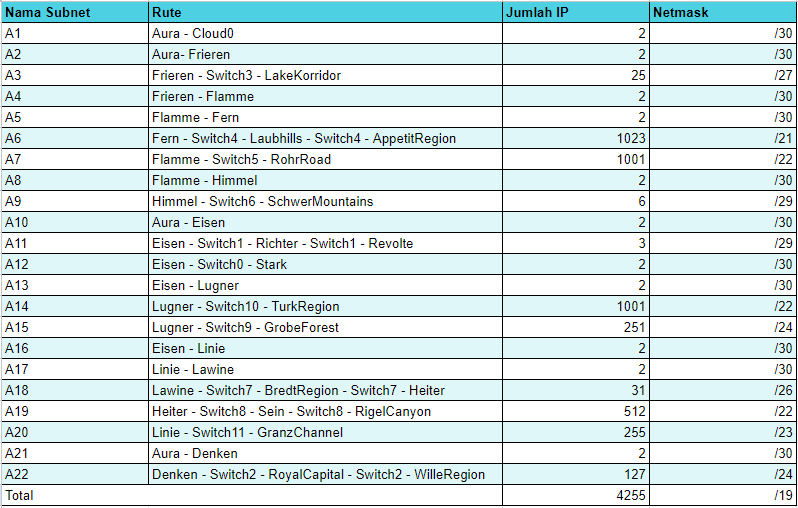 Nama Subnet Rute Jumlah IP Netmask
A1 Aura - Cloud0 2 /30
A2 Aura- Frieren 2 /30
A3 Frieren - Switch3 - LakeKorridor 25 /27
A4 Frieren - Flamme 2 /30
A5 Flamme - Fern 2 /30
A6 Fern - Switch4 - Laubhills - Switch4 - AppetitRegion 1023 /21
A7 Flamme - Switch5 - RohrRoad 1001 /22
A8 Flamme - Himmel 2 /30
A9 Himmel - Switch6 - SchwerMountains 6 /29
A10 Aura - Eisen 2 /30
A11 Eisen - Switch1 - Richter - Switch1 - Revolte 3 /29
A12 Eisen - Switch0 - Stark 2 /30
A13 Eisen - Lugner 2 /30
A14 Lugner - Switch10 - TurkRegion 1001 /22
A15 Lugner - Switch9 - GrobeForest 251 /24
A16 Eisen - Linie 2 /30
A17 Linie - Lawine 2 /30
A18 Lawine - Switch7 - BredtRegion - Switch7 - Heiter 31 /26
A19 Heiter - Switch8 - Sein - Switch8 - RigelCanyon 512 /22
A20 Linie - Switch11 - GranzChannel 255 /23
A21 Aura - Denken 2 /30
A22 Denken - Switch2 - RoyalCapital - Switch2 - WilleRegion 127 /24
Total 4255 /19